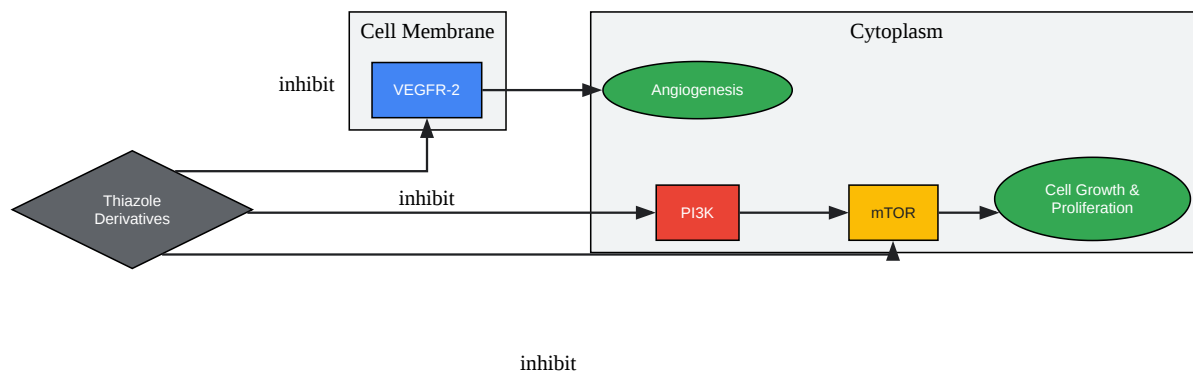 Cell Membrane
Cytoplasm
inhibit
VEGFR-2
Angiogenesis
Thiazole
Derivatives
inhibit
PI3K
mTOR
Cell Growth &
Proliferation
inhibit